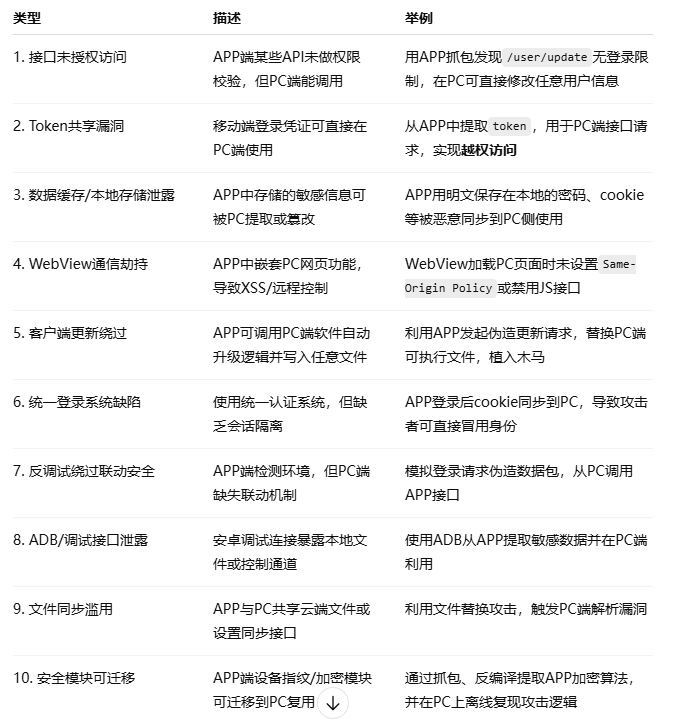 类型 描述 举例
1. 接口未授权访问 APP端某些API未做权限 用APP抓包发现 /user/update 无登录限
校验，但PC端能调用 制，在PC可直接修改任意用户信息
2. Token共享漏洞 移动端登录凭证可直接在 从APP中提取 token ，用于PC端接口请
PC端使用 求，实现越权访问
3. 数据缓存/本地存储泄露 APP中存储的敏感信息可 APP用明文保存在本地的密码、cookie
被PC提取或篡改 等被恶意同步到PC侧使用
4. WebView通信劫持 APP中嵌套PC网页功能， WebView加载PC页面时未设置 Same-
导致XSS/远程控制 Origin Policy 或禁用JS接口
5. 客户端更新绕过 APP可调用PC端软件自动 利用APP发起伪造更新请求，替换PC端
升级逻辑并写入任意文件 可执行文件，植入木马
6. 统一登录系统缺陷 使用统一认证系统，但缺 APP登录后cookie同步到PC，导致攻击
乏会话隔离 者可直接冒用身份
7. 反调试绕过联动安全 APP端检测环境，但PC端 模拟登录请求伪造数据包，从PC调用
缺失联动机制 APP接口
8. ADB/调试接口泄露 安卓调试连接暴露本地文 使用ADB从APP提取敏感数据并在PC端
件或控制通道 利用
9. 文件同步滥用 APP与PC共享云端文件或 利用文件替换攻击，触发PC端解析漏洞
设置同步接口
10. 安全模块可迁移 APP端设备指纹/加密模块 通过抓包、反编译提取APP加密算法，
可迁移到PC复用 并在PC上离线复现攻击逻辑